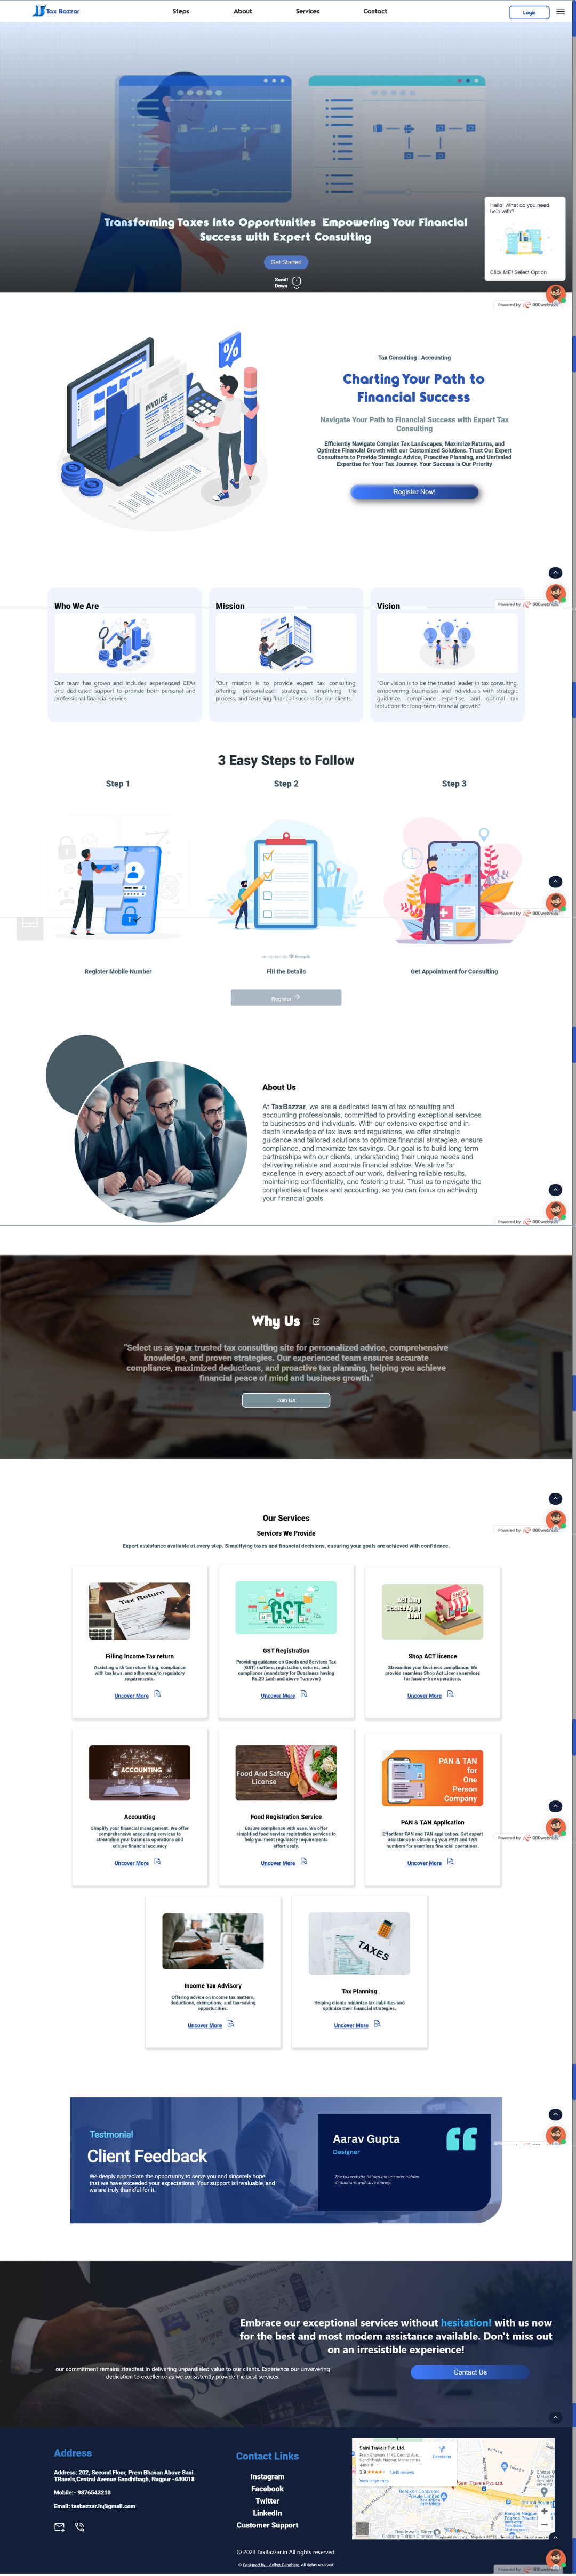 Tax Bazzar
Steps
About
Services
Contact
Login
Hello! What do you need
help with?
Click ME! Select Option
Transforming Taxes into Opportunities Empowering Your Financial
Success with Expert Consulting
Get Started
Scroll
Down
Powered by
Tax Consulting | Accounting
Charting Your Path to
Financial Success
Navigate Your Path to Financial Success with Expert Tax
Consulting
Efficiently Navigate Complex Tax Landscapes, Maximize Returns, and
Optimize Financial Growth with our Customized Solutions. Trust Our Expert
Consultants to Provide Strategic Advice, Proactive Planning, and Unrivaled
Expertise for Your Tax Journey. Your Success is Our Priority
Register Now!
INVOICE
%
Powered by
Who We Are
Our team has grown and includes experienced CPAs
and dedicated support to provide both personal and
professional financial service.
Mission
"Our mission is to provide expert tax consulting,
offering personalized strategies, simplifying the
process, and fostering financial success for our clients."
Vision
"Our vision is to be the trusted leader in tax consulting,
empowering businesses and individuals with strategic
guidance, compliance expertise, and optimal tax
solutions for long-term financial growth."
3 Easy Steps to Follow
Step 1
Step 2
Step 3
Powered by
designed by freepik
Register Mobile Number
Fill the Details
Get Appointment for Consulting
Register
About Us
At TaxBazzar, we are a dedicated team of tax consulting and
accounting professionals, committed to providing exceptional services
to businesses and individuals. With our extensive expertise and in-
depth knowledge of tax laws and regulations, we offer strategic
guidance and tailored solutions to optimize financial strategies, ensure
compliance, and maximize tax savings. Our goal is to build long-term
partnerships with our clients, understanding their unique needs and
delivering reliable and accurate financial advice. We strive for
excellence in every aspect of our work, delivering reliable results,
maintaining confidentiality, and fostering trust. Trust us to navigate the
complexities of taxes and accounting, so you can focus on achieving
your financial goals.
Powered by
Why Us
"Select us as your trusted tax consulting site for personalized advice, comprehensive
knowledge, and proven strategies. Our experienced team ensures accurate
compliance, maximized deductions, and proactive tax planning, helping you achieve
financial peace of mind and business growth."
Join Us
Powered by
Our Services
Services We Provide
Expert assistance available at every step. Simplifying taxes and financial decisions, ensuring your goals are achieved with confidence.
Tax Return
Filling Income Tax return
Assisting with tax return filing, compliance
with tax laws, and adherence to regulatory
requirements.
Uncover More
GST
GST Registration
Providing guidance on Goods and Services Tax
(GST) matters, registration, returns, and
compliance (mandatory for Bussiness having
Rs.20 Lakh and above Turnover)
Uncover More
ACT Shop
Licence Apply
Now!
SHOP
Shop ACT licence
Streamline your business compliance. We
provide seamless Shop Act License services
for hassle-free operations.
Uncover More
ACCOUNTING
Accounting
Simplify your financial management. We offer
comprehensive accounting services to
streamline your business operations and
ensure financial accuracy
Uncover More
Food And Safety
License
Food Registration Service
Ensure compliance with ease. We offer
simplified food service registration services to
help you meet regulatory requirements
effortlessly.
Uncover More
PAN & TAN
for
One
Person
Company
PAN & TAN Application
Effortless PAN and TAN application. Get expert
assistance in obtaining your PAN and TAN
numbers for seamless financial operations.
Uncover More
Powered by
Income Tax Advisory
Offering advice on income tax matters,
deductions, exemptions, and tax-saving
opportunities.
Uncover More
TAXES
Tax Planning
Helping clients minimize tax liabilities and
optimize their financial strategies.
Uncover More
Testmonial
Client Feedback
We deeply appreciate the opportunity to serve you and sincerely hope
that we have exceeded your expectations. Your support is invaluable, and
we are truly thankful for it.
Aarav Gupta
Designer
The tax website helped me uncover hidden
deductions and save money!
Embrace our exceptional services without hesitation! with us now
for the best and most modern assistance available. Don't miss out
on an irresistible experience!
our commitment remains steadfast in delivering unparalleled value to our clients. Experience our unwavering
dedication to excellence as we consistently provide the best services.
Contact Us
Address
Address: 202, Second Floor, Prem Bhavan Above Sani
TRavels,Central Avenue Gandhibagh, Nagpur -440018
Mobile:- 9876543210
Email: taxbazzar.in@gmail.com
Contact Links
Instagram
Facebook
Twitter
LinkedIn
Customer Support
Saini Travels Pvt. Ltd.
Directions
View larger map
Saini Travels Pvt. Ltd.
© 2023 TaxBazzar.in All rights reserved.
© Designed by - Aniket Dandhare. All rights reserved.
Powered by